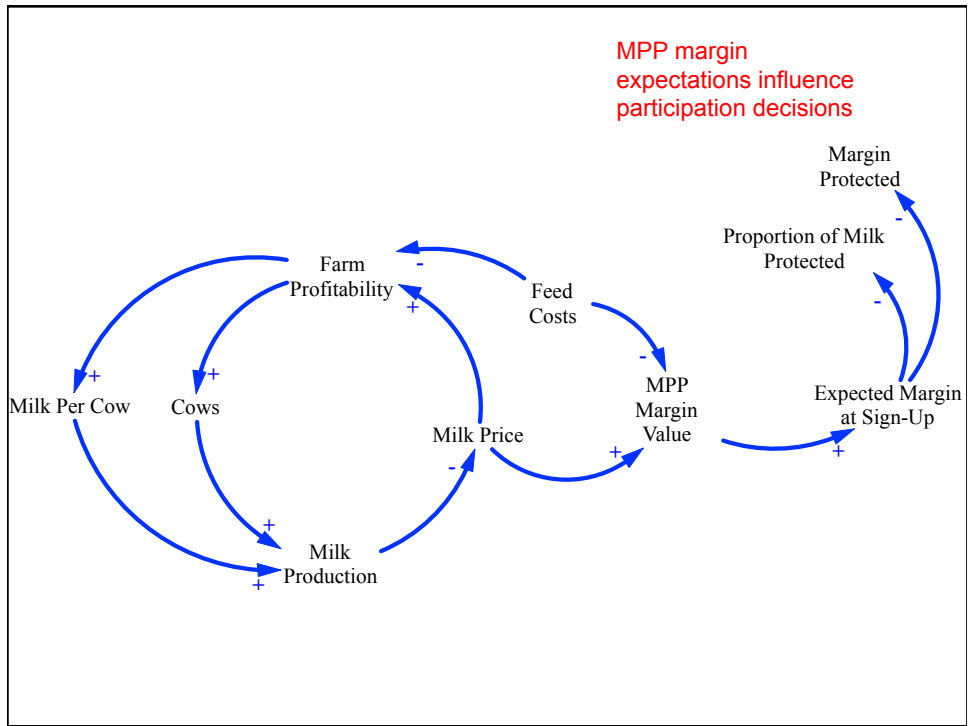 MPP margin
expectations influence
participation decisions
Margin
Protected
-
Proportion of Milk
Protected
-
Farm
Profitability
-
+
Feed
Costs
-
+
+
Milk Per Cow
Cows
MPP
Margin
Value
Expected Margin
at Sign-Up
Milk Price
-
+
+
+
+
Milk
Production